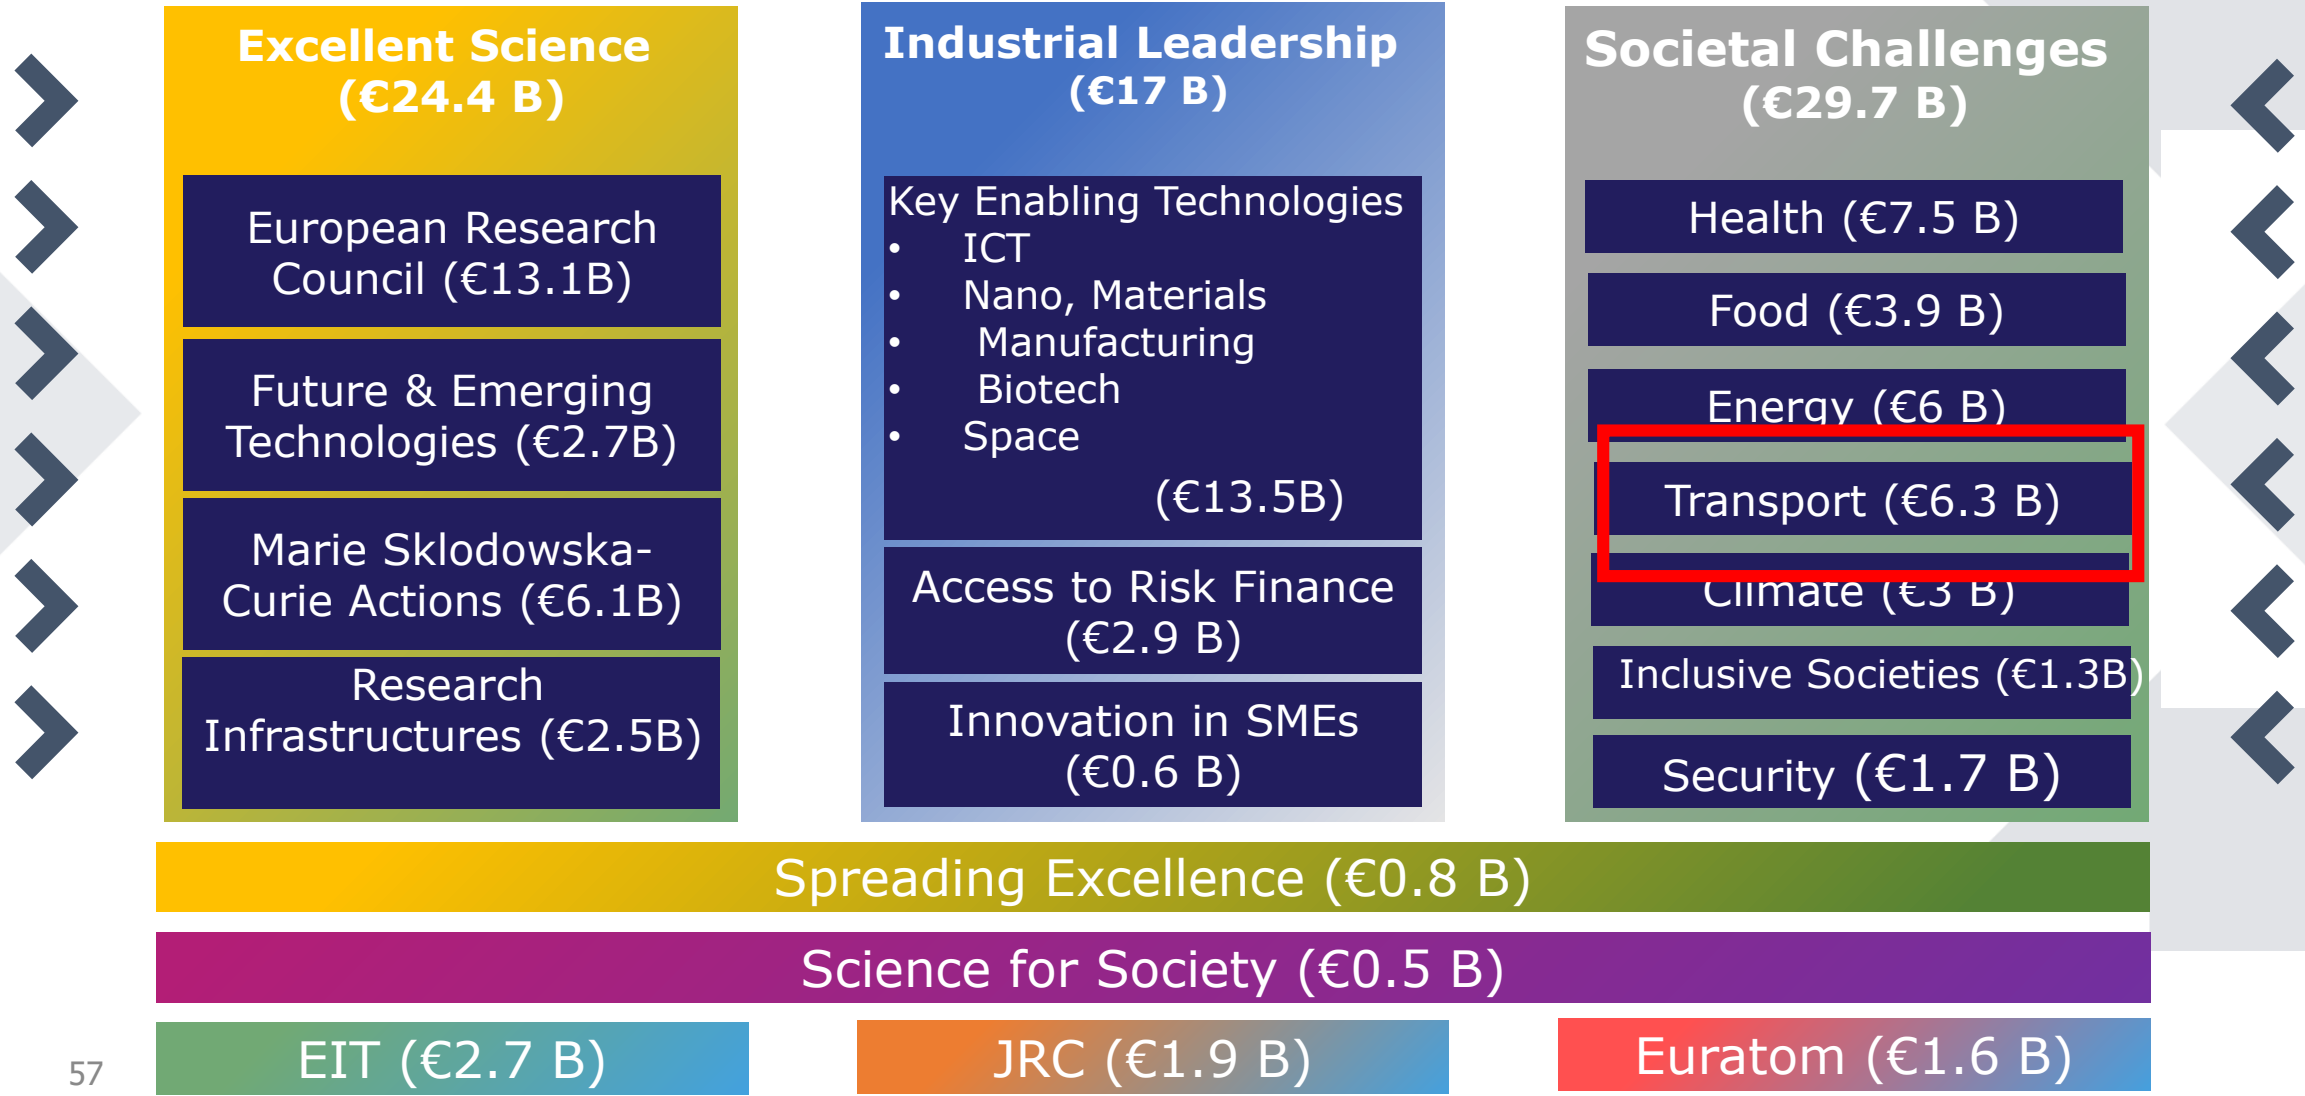 Excellent Science
(€24.4 B)
European Research
Council (€13.1B)
Future & Emerging
Technologies (€2.7B)
Marie Sklodowska-
Curie Actions (€6.1B)
Research
Infrastructures (€2.5B)
Industrial Leadership
(€17 B)
Key Enabling Technologies
• ICT
• Nano, Materials
• Manufacturing
• Biotech
• Space
(€13.5B)
Access to Risk Finance
(€2.9 B)
Innovation in SMEs
(€0.6 B)
Societal Challenges
(€29.7 B)
Health (€7.5 B)
Food (€3.9 B)
Energy (€6 B)
Transport (€6.3 B)
Climate (€3 B)
Inclusive Societies (€1.3B)
Security (€1.7 B)
Spreading Excellence (€0.8 B)
Science for Society (€0.5 B)
EIT (€2.7 B)
JRC (€1.9 B)
Euratom (€1.6 B)
57